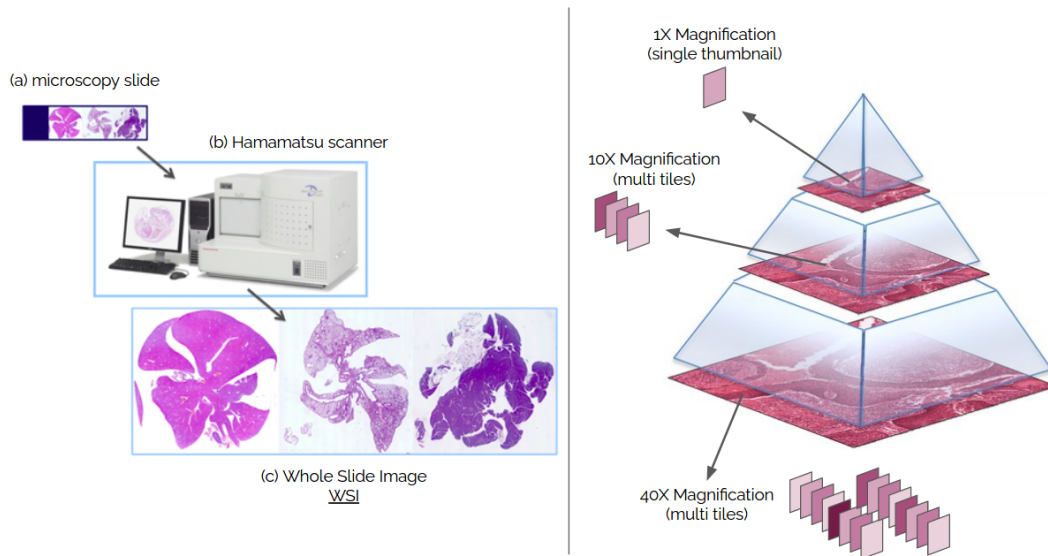 (a) microscopy slide
(b) Hamamatsu scanner
(c) Whole Slide Image
WSI
1X Magnification
(single thumbnail)
10X Magnification
(multi tiles)
40X Magnification
(multi tiles)